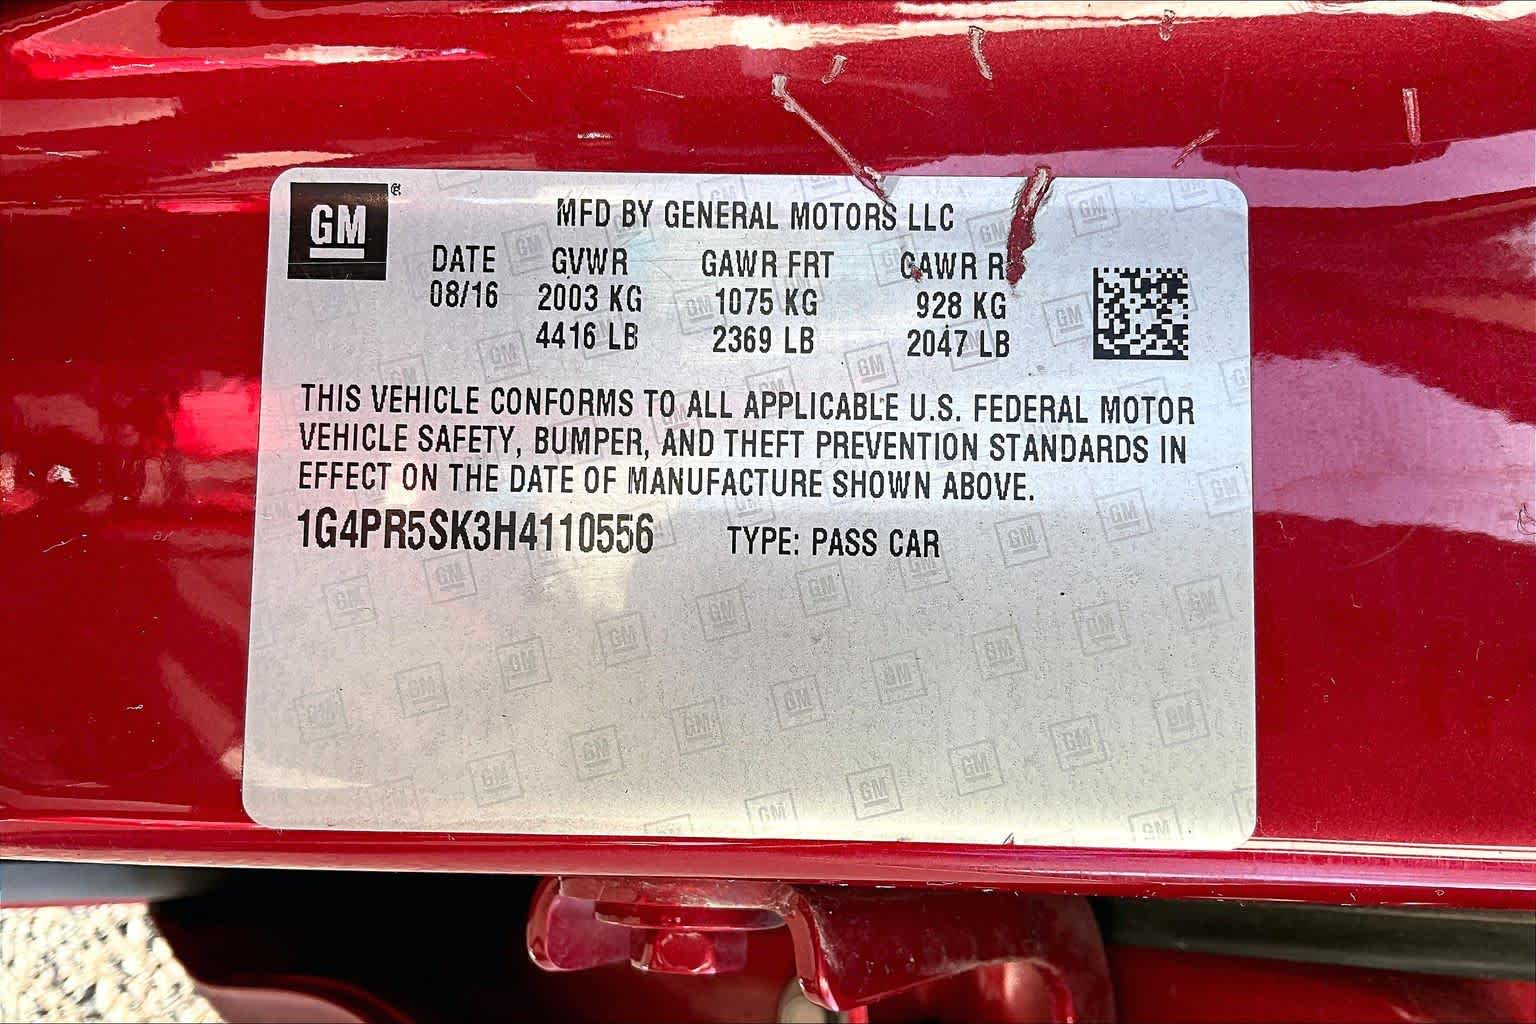 GM
MFD BY GENERAL MOTORS LLC
DATE GVWR GAWR FRT GAWR
08/16 2003 KG 1075 KG 928 KG
4416 LB 2369 LB 2047 LB
THIS VEHICLE CONFORMS TO ALL APPLICABLE U.S. FEDERAL MOTOR
VEHICLE SAFETY, BUMPER, AND THEFT PREVENTION STANDARDS IN
EFFECT ON THE DATE OF MANUFACTURE SHOWN ABOVE.
1G4PR5SK3H4110556 TYPE: PASS CAR